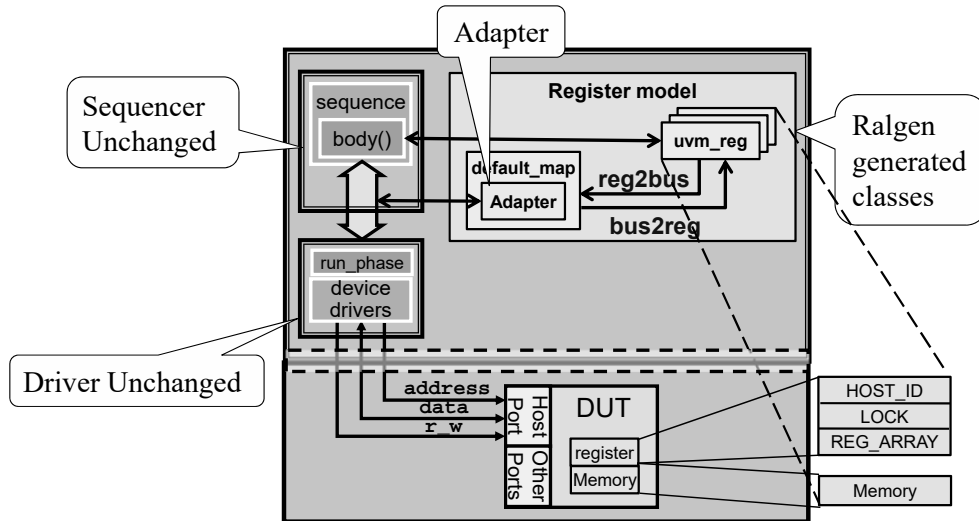 Adapter
Sequencer
Unchanged
sequence
body()
Register model
uvm_reg
Ralgen
generated
classes
default_map
reg2bus
Adapter
bus2reg
run_phase
device
drivers
Driver Unchanged
address
data
r_w
Host
Port
Other
Ports
DUT
register
Memory
HOST_ID
LOCK
REG_ARRAY
Memory